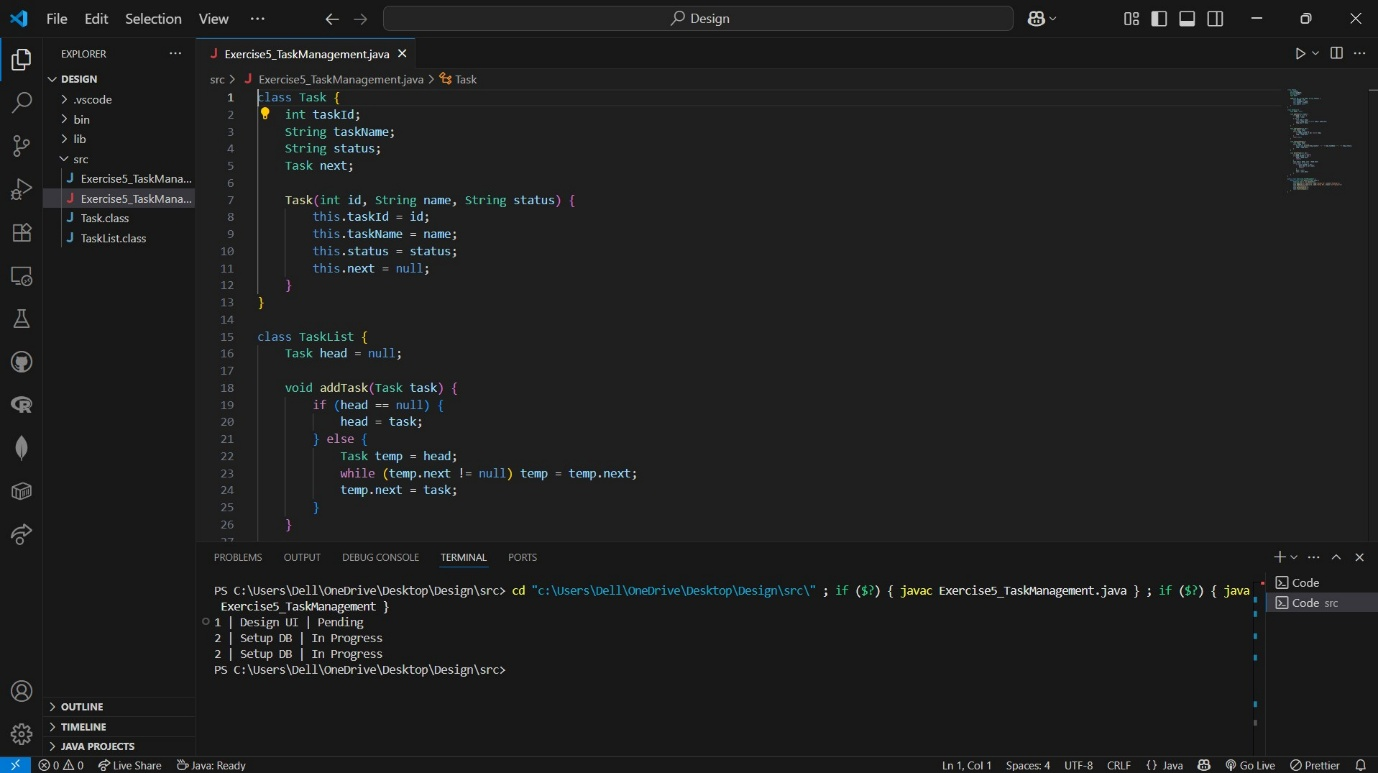 File Edit Selection View ··· Design
EXPLORER ···
DESIGN
.vscode
bin
lib
src
Exercise5_TaskMana...
Exercise5_TaskMana...
Task.class
TaskList.class
OUTLINE
TIMELINE
JAVA PROJECTS
Exercise5_TaskManagement.java
src > Exercise5_TaskManagement.java > Task
1 class Task {
2 int taskId;
3 String taskName;
4 String status;
5 Task next;
6
7 Task(int id, String name, String status) {
8 this.taskId = id;
9 this.taskName = name;
10 this.status = status;
11 this.next = null;
12 }
13 }
14
15 class TaskList {
16 Task head = null;
17
18 void addTask(Task task) {
19 if (head == null) {
20 head = task;
21 } else {
22 Task temp = head;
23 while (temp.next != null) temp = temp.next;
24 temp.next = task;
25 }
26 }
27
PROBLEMS OUTPUT DEBUG CONSOLE TERMINAL PORTS
PS C:\Users\Dell\OneDrive\Desktop\Design\src> cd "c:\Users\Dell\OneDrive\Desktop\Design\src\" ; if ($?) { javac Exercise5_TaskManagement.java } ; if ($?) { java
Exercise5_TaskManagement }
1 | Design UI | Pending
2 | Setup DB | In Progress
2 | Setup DB | In Progress
PS C:\Users\Dell\OneDrive\Desktop\Design\src>
Code
Code src
0 0 Live Share Java: Ready Ln 1, Col 1 Spaces: 4 UTF-8 CRLF {} Java Go Live Prettier